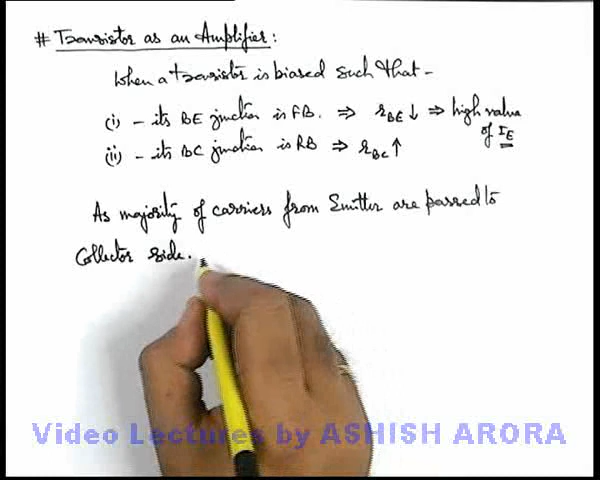 # Transistor as an Amplifier:
When a transistor is biased such that -
(i) - its BE junction is FB. ⇒ r_BE ↓ ⇒ high value of I_E
(ii) - its BC junction is RB ⇒ r_BC ↑
As majority of carriers from Emitter are passed to
Collector side.
Video Lectures by ASHISH ARORA